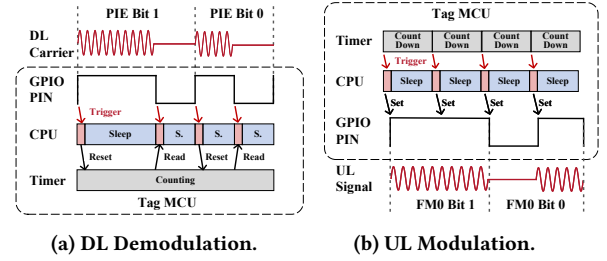 PIE Bit 1 PIE Bit 0
DL
Carrier
GPIO
PIN
Trigger
CPU
Sleep S. S. S.
Reset Read Reset Read
Timer
Counting
Tag MCU
(a) DL Demodulation.
Tag MCU
Timer
Count Down Count Down Count Down Count Down
Trigger
CPU
Sleep Sleep Sleep Sleep
Set Set Set Set
GPIO
PIN
UL
Signal
FM0 Bit 1 FM0 Bit 0
(b) UL Modulation.